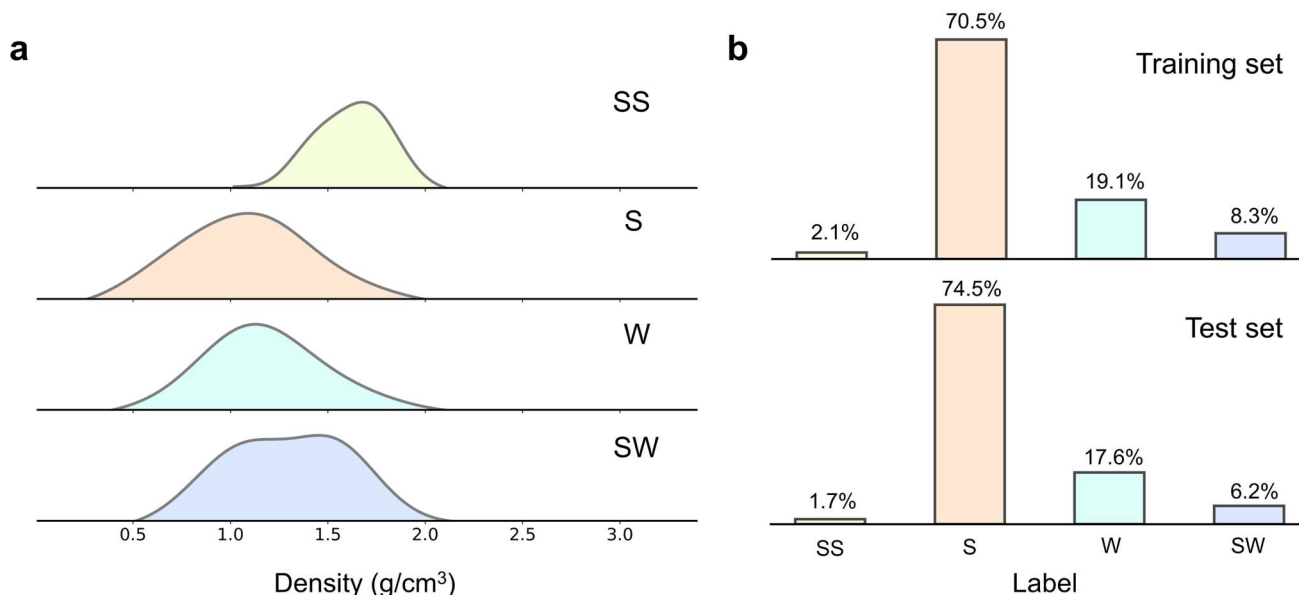 a
SS
S
W
SW
0.5 1.0 1.5 2.0 2.5 3.0
Density (g/cm³)
b
Training set
2.1% 70.5% 19.1% 8.3%
Test set
1.7% 74.5% 17.6% 6.2%
SS S W SW
Label